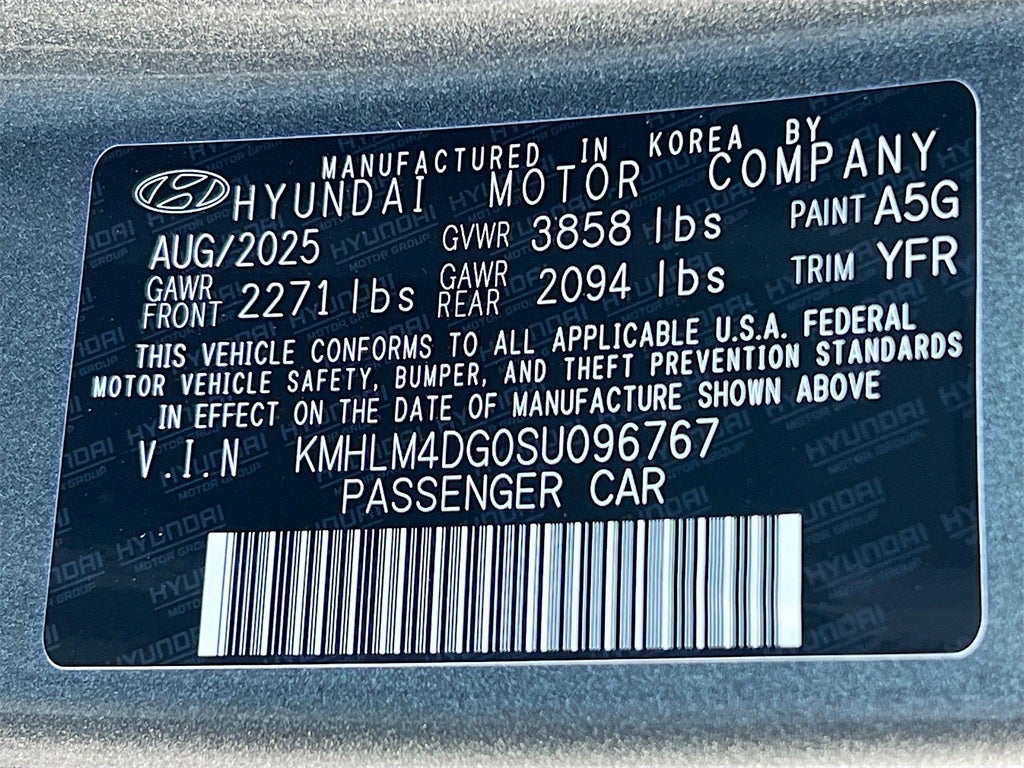 MANUFACTURED IN KOREA BY
HYUNDAI MOTOR COMPANY
AUG/2025 GVWR 3858 lbs PAINT A5G
GAWR FRONT 2271 lbs GAWR REAR 2094 lbs TRIM YFR
THIS VEHICLE CONFORMS TO ALL APPLICABLE U.S.A. FEDERAL
MOTOR VEHICLE SAFETY, BUMPER, AND THEFT PREVENTION STANDARDS
IN EFFECT ON THE DATE OF MANUFACTURE SHOWN ABOVE
V.I.N KMHLM4DG0SU096767
PASSENGER CAR